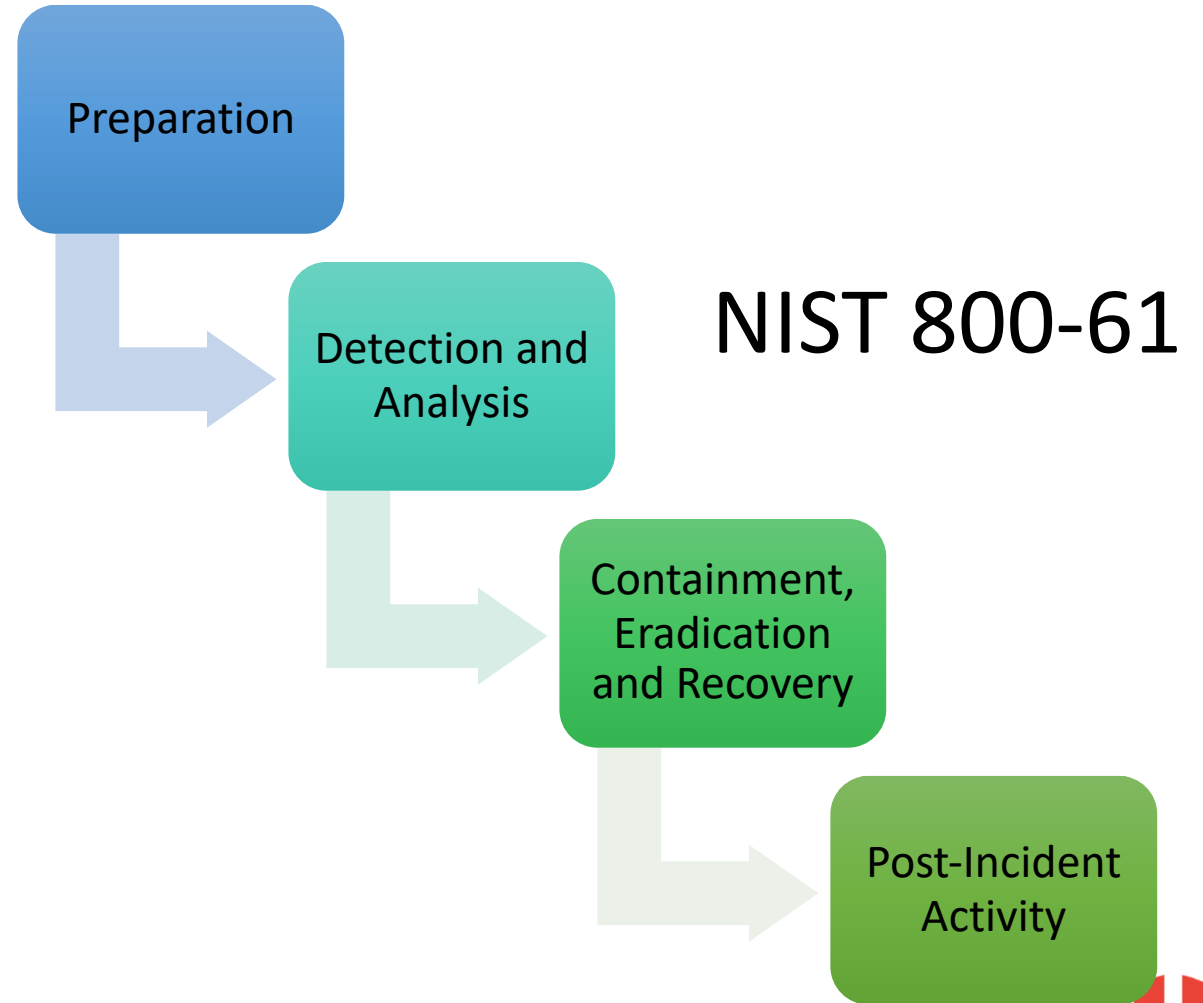 Preparation
Detection and
Analysis
NIST 800-61
Containment,
Eradication
and Recovery
Post-Incident
Activity